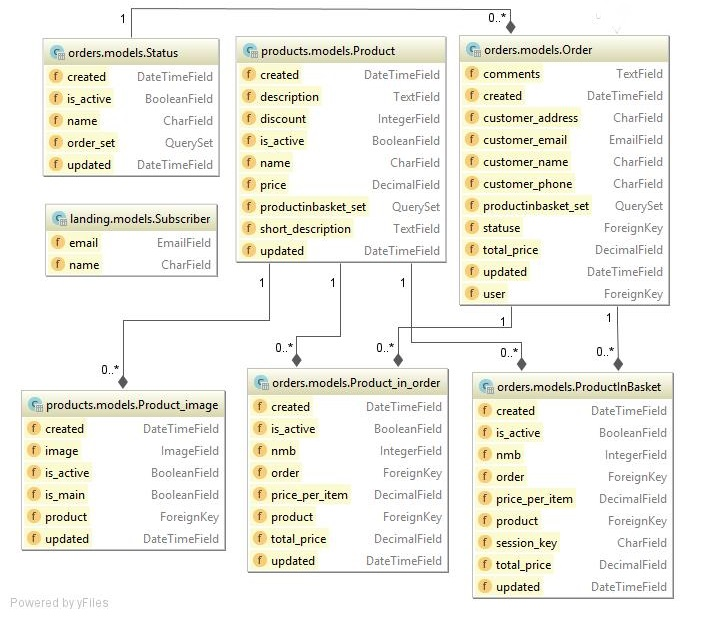 1
0..*
orders.models.Status
created DateTimeField
is_active BooleanField
name CharField
order_set QuerySet
updated DateTimeField
landing.models.Subscriber
email EmailField
name CharField
products.models.Product
created DateTimeField
description TextField
discount IntegerField
is_active BooleanField
name CharField
price DecimalField
productinbasket_set QuerySet
short_description TextField
updated DateTimeField
orders.models.Order
comments TextField
created DateTimeField
customer_address CharField
customer_email EmailField
customer_name CharField
customer_phone CharField
productinbasket_set QuerySet
statuse ForeignKey
total_price DecimalField
updated DateTimeField
user ForeignKey
1 1 1 1 1
0..* 0..* 0..* 0..* 0..*
products.models.Product_image
created DateTimeField
image ImageField
is_active BooleanField
is_main BooleanField
product ForeignKey
updated DateTimeField
orders.models.Product_in_order
created DateTimeField
is_active BooleanField
nmb IntegerField
order ForeignKey
price_per_item DecimalField
product ForeignKey
total_price DecimalField
updated DateTimeField
orders.models.ProductInBasket
created DateTimeField
is_active BooleanField
nmb IntegerField
order ForeignKey
price_per_item DecimalField
product ForeignKey
session_key CharField
total_price DecimalField
updated DateTimeField
Powered by yFiles